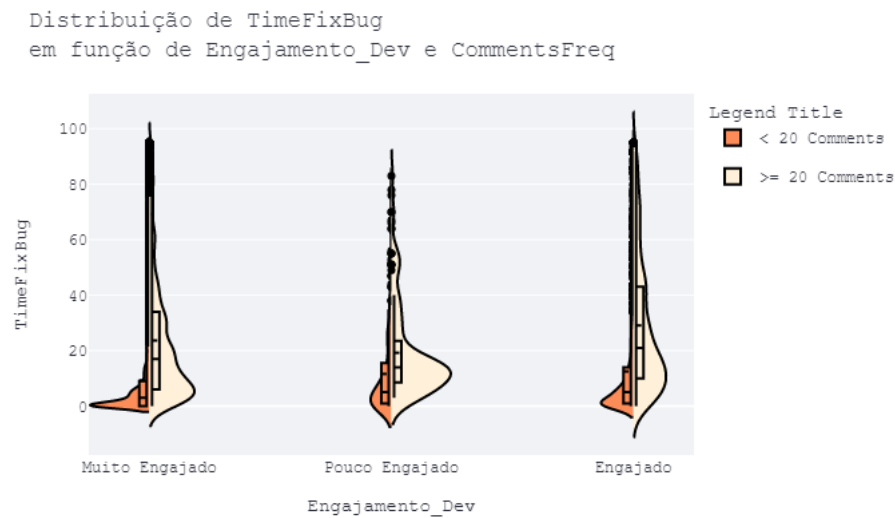 Distribuição de TimeFixBug
em função de Engajamento_Dev e CommentsFreq
Legend Title
< 20 Comments
>= 20 Comments
TimeFixBug
100
80
60
40
20
0
Muito Engajado
Pouco Engajado
Engajado
Engajamento_Dev